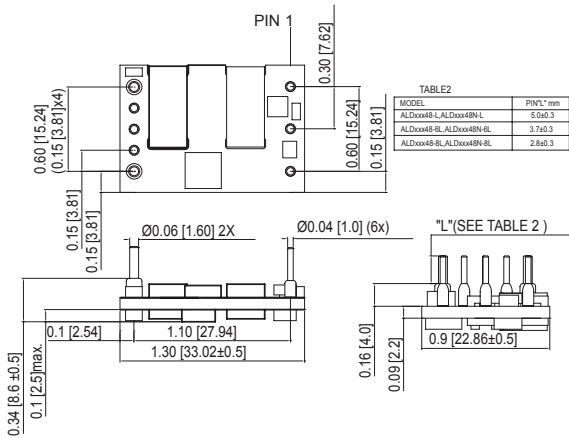 PIN 1
0.30 [7.62]
0.60 [15.24]
(0.15 [3.81]x4)
0.15 [3.81]
0.15 [3.81]
0.60 [15.24]
0.15 [3.81]
TABLE2
MODEL PIN"L" mm
ALDxxx48-L,ALDxxx48N-L 5.0±0.3
ALDxxx48-6L,ALDxxx48N-6L 3.7±0.3
ALDxxx48-8L,ALDxxx48N-8L 2.8±0.3
Ø0.06 [1.60] 2X
Ø0.04 [1.0] (6x)
"L"(SEE TABLE 2 )
0.1 [2.54]
1.10 [27.94]
1.30 [33.02±0.5]
0.34 [8.6 ±0.5]
0.1 [2.5]max.
0.16 [4.0]
0.09 [2.2]
0.9 [22.86±0.5]